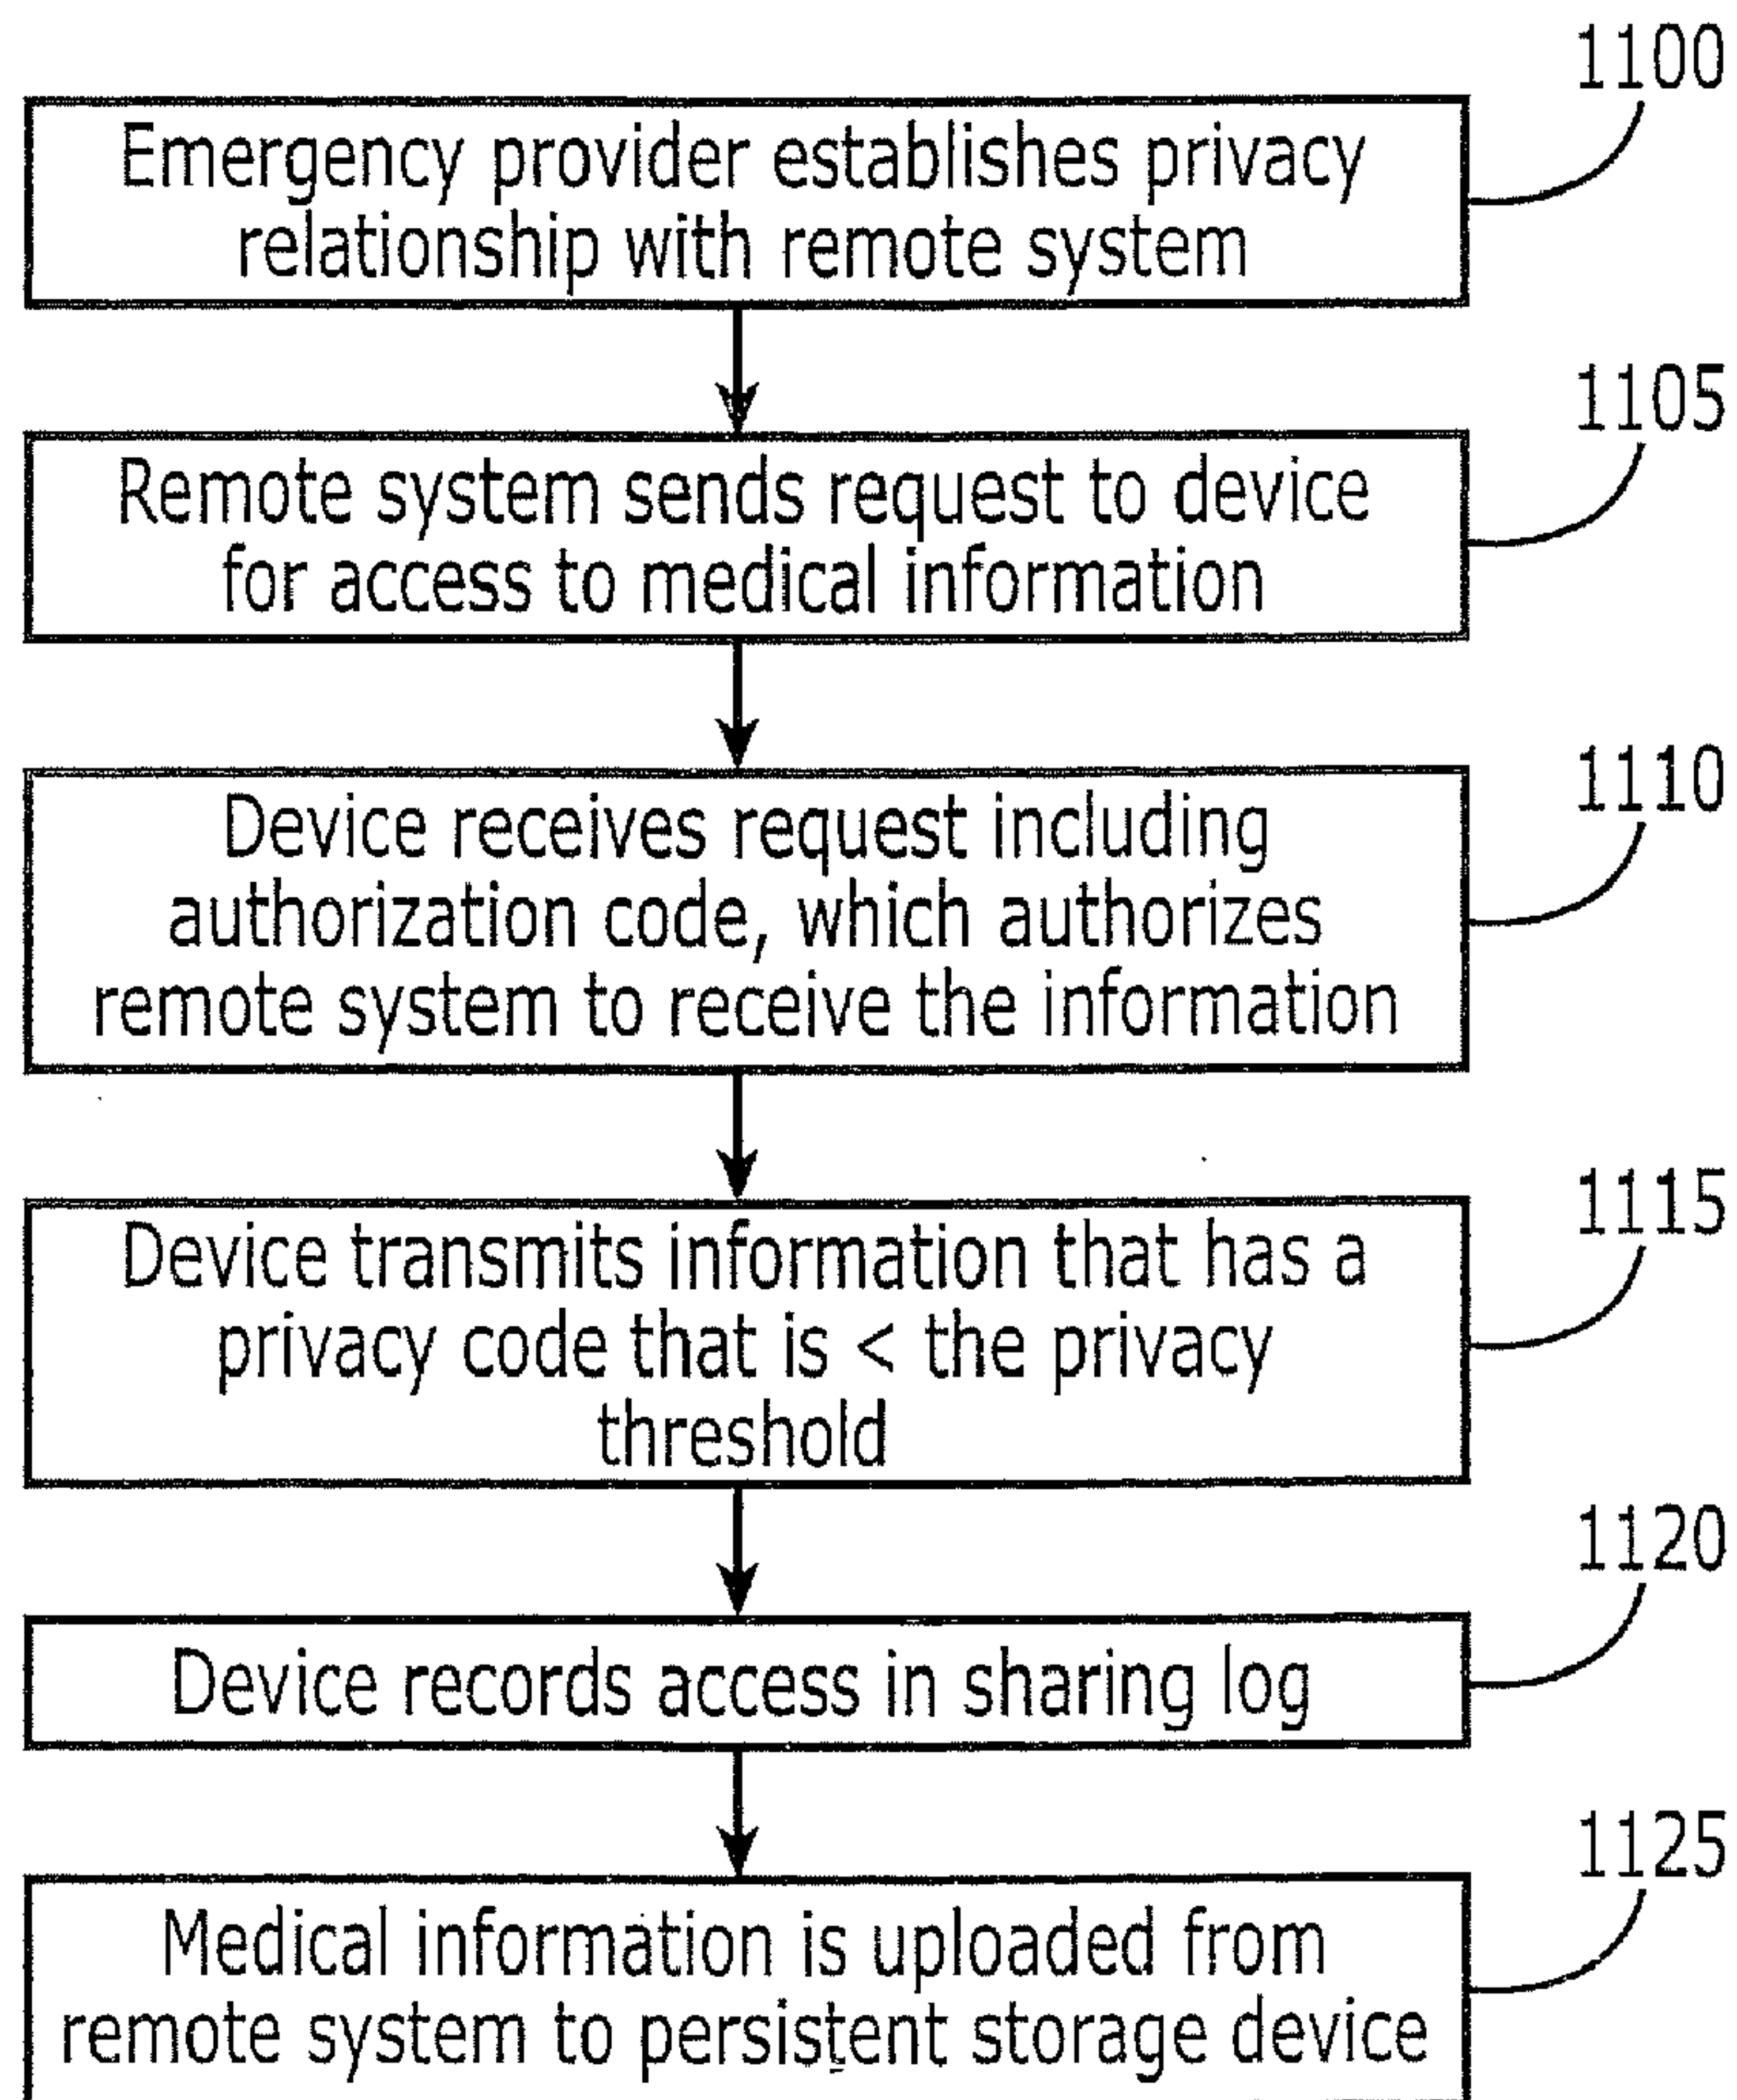 1100
Emergency provider establishes privacy
relationship with remote system
1105
Remote system sends request to device
for access to medical information
1110
Device receives request including
authorization code, which authorizes
remote system to receive the information
1115
Device transmits information that has a
privacy code that is < the privacy
threshold
1120
Device records access in sharing log
1125
Medical information is uploaded from
remote system to persistent storage device